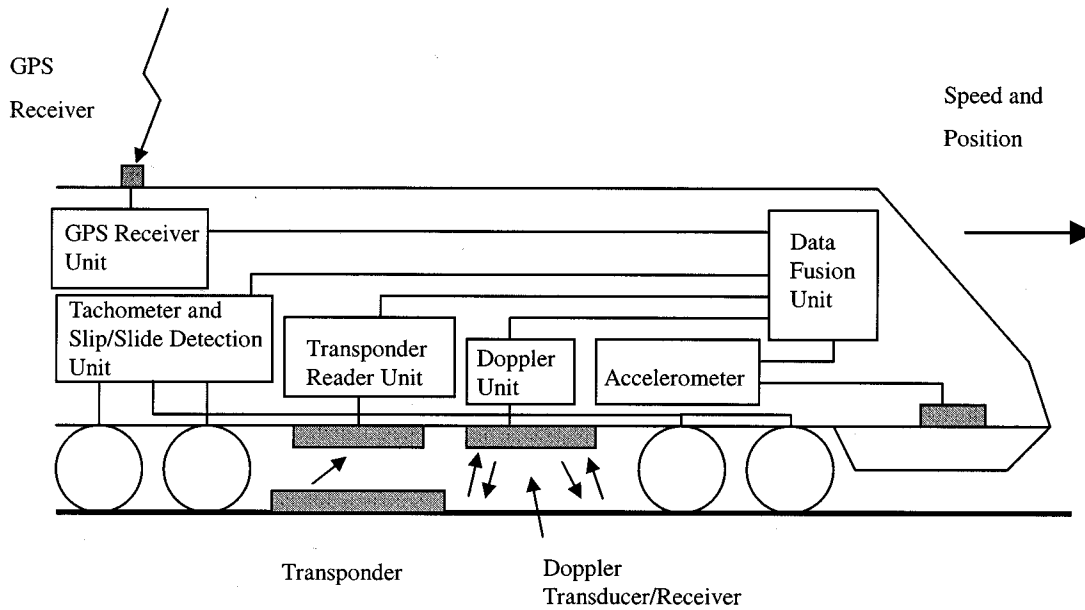 GPS
Receiver
Speed and
Position
GPS Receiver
Unit
Data
Fusion
Unit
Tachometer and
Slip/Slide Detection
Unit
Transponder
Reader Unit
Doppler
Unit
Accelerometer
Transponder
Doppler
Transducer/Receiver